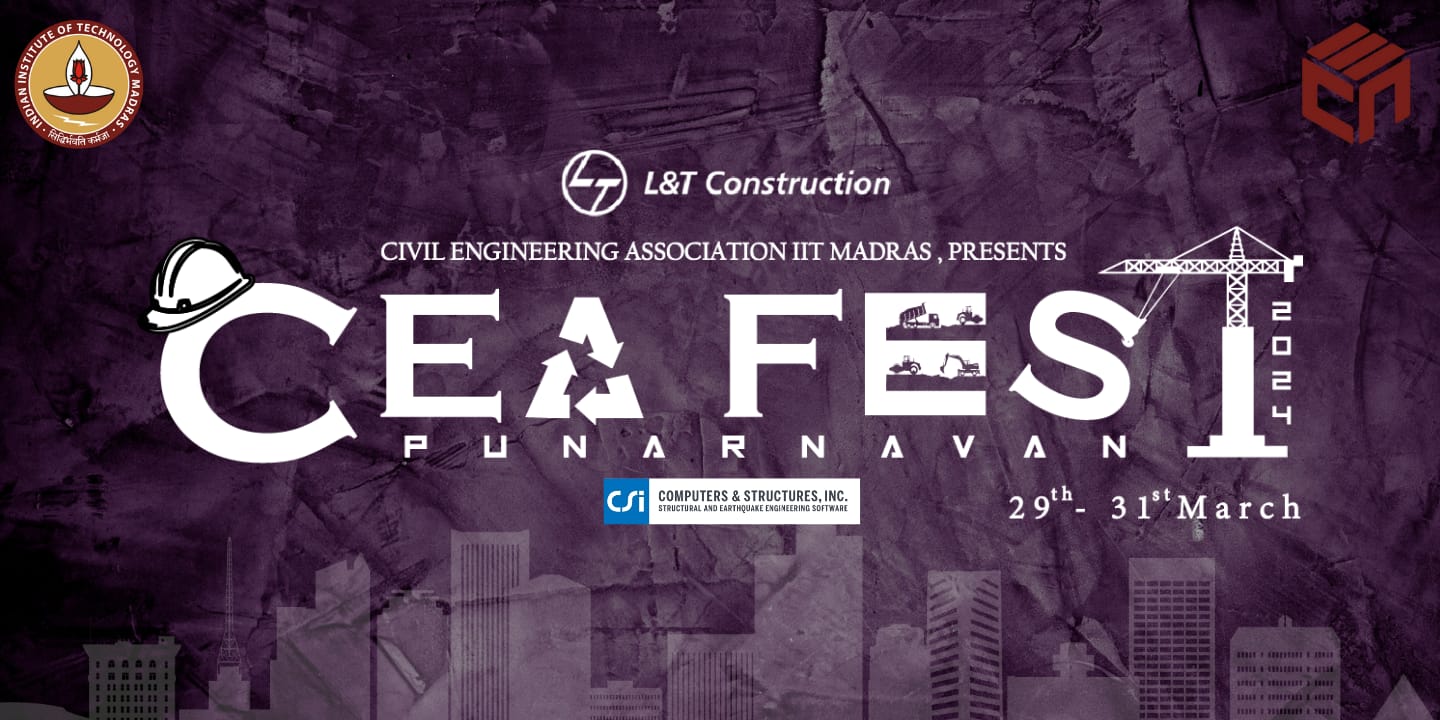 INDIAN INSTITUTE OF TECHNOLOGY MADRAS
सिद्धिर्भवति कर्मजा
LT L&T Construction
CIVIL ENGINEERING ASSOCIATION IIT MADRAS , PRESENTS
CEA FEST
2024
PUNARNAVAN
CSi COMPUTERS & STRUCTURES, INC.
STRUCTURAL AND EARTHQUAKE ENGINEERING SOFTWARE
29th - 31st March